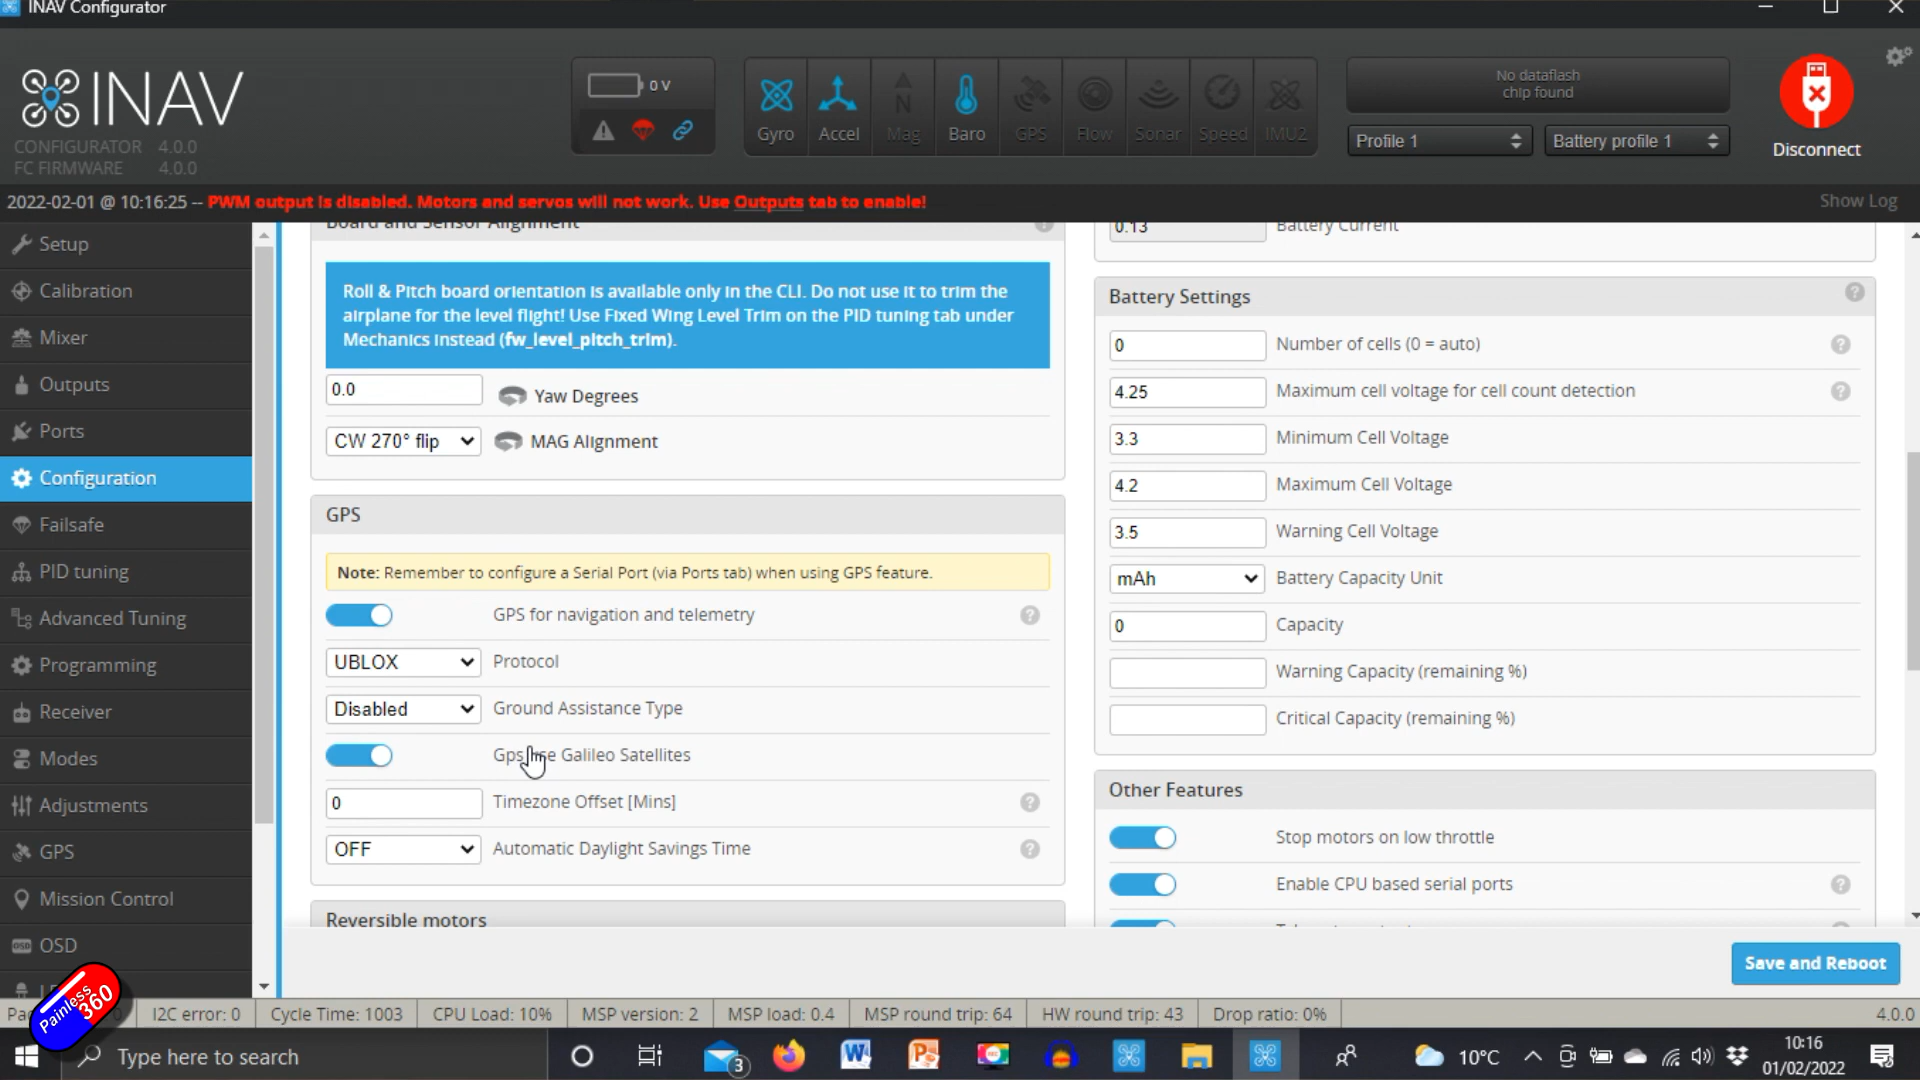 INAV Configurator
INAV
CONFIGURATOR 4.0.0
FC FIRMWARE 4.0.0
0 V
Gyro
Accel
Mag
Baro
GPS
Flow
Sonar
Speed
IMU2
No dataflash
chip found
Profile 1
Battery profile 1
Disconnect
2022-02-01 @ 10:16:25 -- PWM output is disabled. Motors and servos will not work. Use Outputs tab to enable!
Show Log
Setup
Calibration
Mixer
Outputs
Ports
Configuration
Failsafe
PID tuning
Advanced Tuning
Programming
Receiver
Modes
Adjustments
GPS
Mission Control
OSD
Board and Sensor Alignment
Roll & Pitch board orientation is available only in the CLI. Do not use it to trim the
airplane for the level flight! Use Fixed Wing Level Trim on the PID tuning tab under
Mechanics instead (fw_level_pitch_trim).
0.0 Yaw Degrees
CW 270° flip MAG Alignment
GPS
Note: Remember to configure a Serial Port (via Ports tab) when using GPS feature.
GPS for navigation and telemetry
UBLOX Protocol
Disabled Ground Assistance Type
Gps use Galileo Satellites
0 Timezone Offset [Mins]
OFF Automatic Daylight Savings Time
Reversible motors
0.13 Battery Current
Battery Settings
0 Number of cells (0 = auto)
4.25 Maximum cell voltage for cell count detection
3.3 Minimum Cell Voltage
4.2 Maximum Cell Voltage
3.5 Warning Cell Voltage
mAh Battery Capacity Unit
0 Capacity
Warning Capacity (remaining %)
Critical Capacity (remaining %)
Other Features
Stop motors on low throttle
Enable CPU based serial ports
Save and Reboot
Painless360
I2C error: 0
Cycle Time: 1003
CPU Load: 10%
MSP version: 2
MSP load: 0.4
MSP round trip: 64
HW round trip: 43
Drop ratio: 0%
4.0.0
Type here to search
3
10°C
10:16
01/02/2022